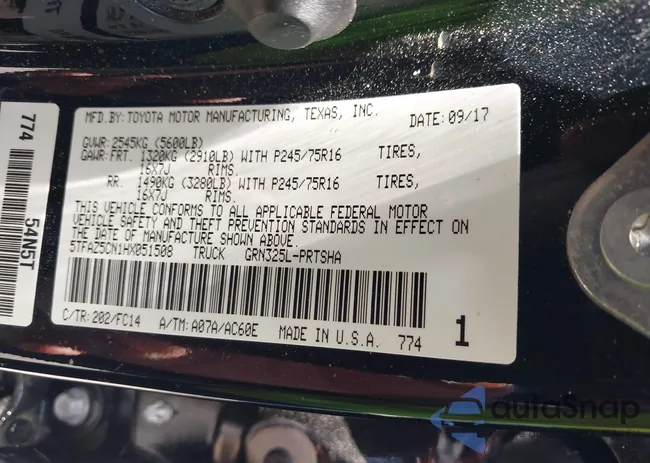 MFD.BY: TOYOTA MOTOR MANUFACTURING, TEXAS, INC.
DATE: 09/17
GVWR: 2545KG (5600LB)
GAWR: FRT. 1320KG (2910LB) WITH P245/75R16 TIRES,
16X7J RIMS.
RR. 1490KG (3280LB) WITH P245/75R16 TIRES,
16X7J RIMS.
THIS VEHICLE CONFORMS TO ALL APPLICABLE FEDERAL MOTOR
VEHICLE SAFETY AND THEFT PREVENTION STANDARDS IN EFFECT ON
THE DATE OF MANUFACTURE SHOWN ABOVE.
5TFAZ5CN1HX051508 TRUCK GRN325L-PRTSHA
C/TR: 202/FC14 A/TM: A07A/AC60E MADE IN U.S.A. 774 1
774
54N5T
autoSnap